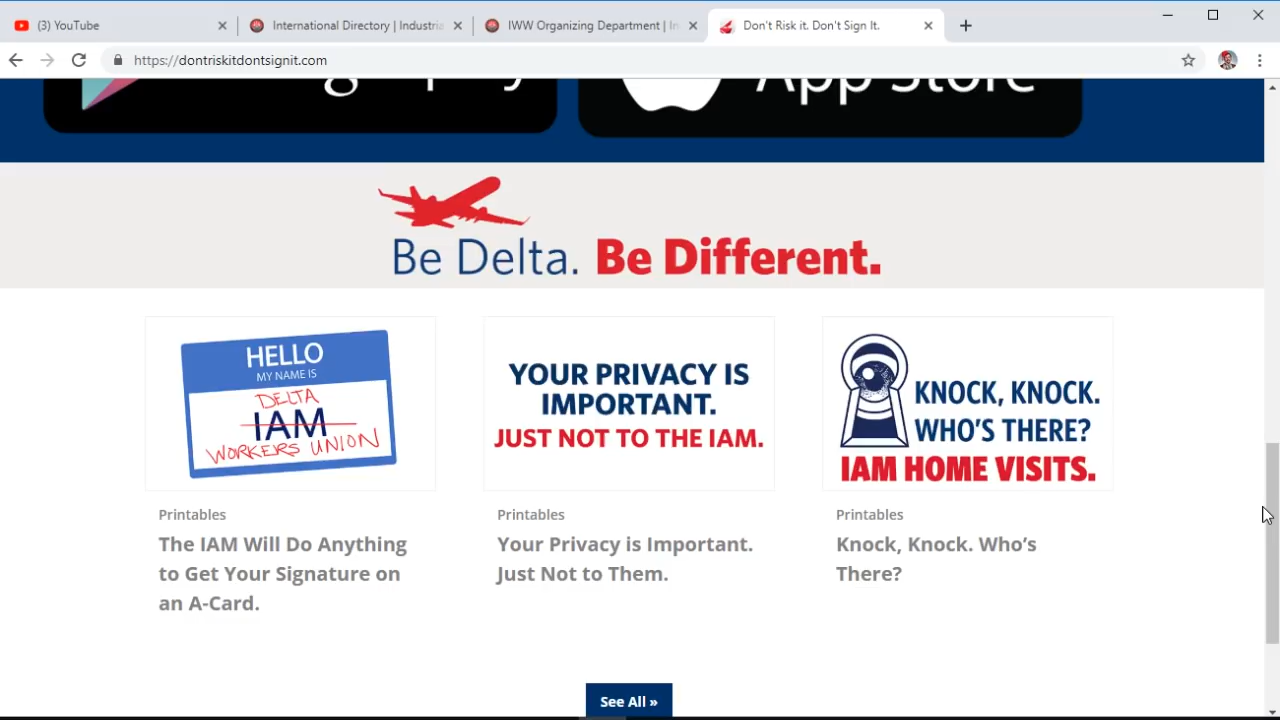 (3) YouTube
International Directory | Industria
IWW Organizing Department | In
Don't Risk it. Don't Sign It.
https://dontriskitdontsignit.com
App Store
Be Delta. Be Different.
HELLO
MY NAME IS
DELTA
IAM
WORKERS UNION
YOUR PRIVACY IS
IMPORTANT.
JUST NOT TO THE IAM.
KNOCK, KNOCK.
WHO'S THERE?
IAM HOME VISITS.
Printables
The IAM Will Do Anything
to Get Your Signature on
an A-Card.
Printables
Your Privacy is Important.
Just Not to Them.
Printables
Knock, Knock. Who's
There?
See All »